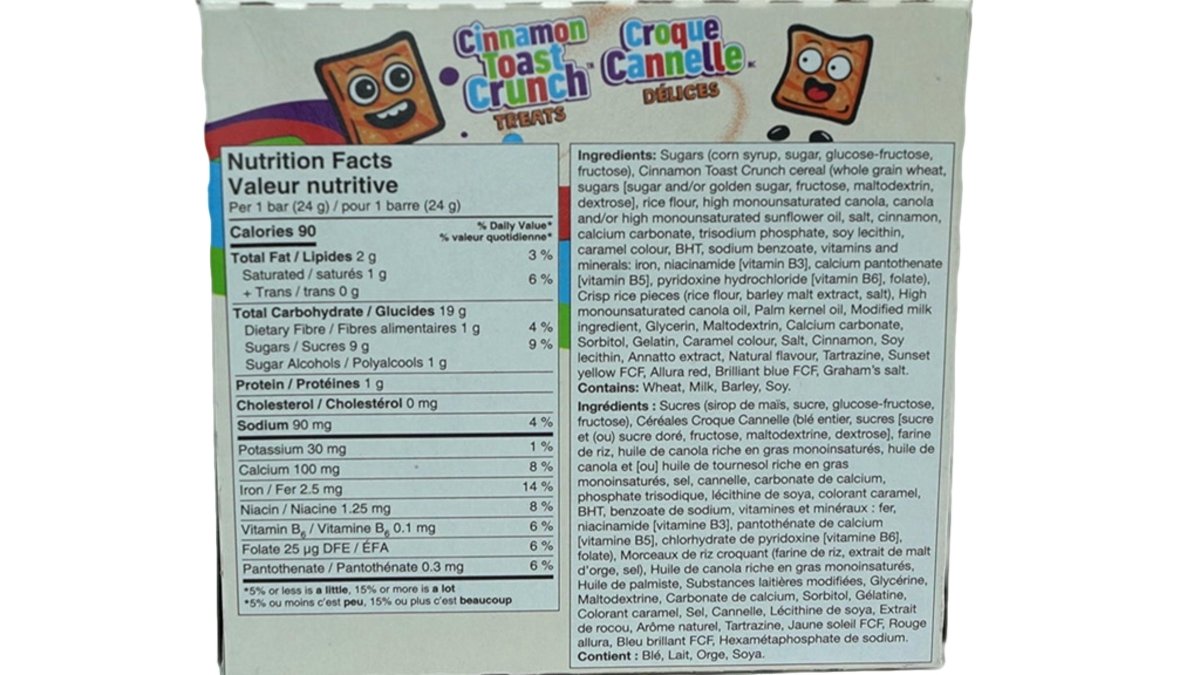 Cinnamon
Toast
Crunch™
TREATS
Croque
Cannelle MC
DÉLICES
Nutrition Facts
Valeur nutritive
Per 1 bar (24 g) / pour 1 barre (24 g)
Calories 90
% Daily Value*
% valeur quotidienne*
Total Fat / Lipides 2 g 3 %
Saturated / saturés 1 g
+ Trans / trans 0 g 6 %
Total Carbohydrate / Glucides 19 g
Dietary Fibre / Fibres alimentaires 1 g 4 %
Sugars / Sucres 9 g 9 %
Sugar Alcohols / Polyalcools 1 g
Protein / Protéines 1 g
Cholesterol / Cholestérol 0 mg
Sodium 90 mg 4 %
Potassium 30 mg 1 %
Calcium 100 mg 8 %
Iron / Fer 2.5 mg 14 %
Niacin / Niacine 1.25 mg 8 %
Vitamin B6 / Vitamine B6 0.1 mg 6 %
Folate 25 µg DFE / ÉFA 6 %
Pantothenate / Pantothénate 0.3 mg 6 %
*5% or less is a little, 15% or more is a lot
*5% ou moins c'est peu, 15% ou plus c'est beaucoup
Ingredients: Sugars (corn syrup, sugar, glucose-fructose,
fructose), Cinnamon Toast Crunch cereal (whole grain wheat,
sugars [sugar and/or golden sugar, fructose, maltodextrin,
dextrose], rice flour, high monounsaturated canola, canola
and/or high monounsaturated sunflower oil, salt, cinnamon,
calcium carbonate, trisodium phosphate, soy lecithin,
caramel colour, BHT, sodium benzoate, vitamins and
minerals: iron, niacinamide [vitamin B3], calcium pantothenate
[vitamin B5], pyridoxine hydrochloride [vitamin B6], folate),
Crisp rice pieces (rice flour, barley malt extract, salt), High
monounsaturated canola oil, Palm kernel oil, Modified milk
ingredient, Glycerin, Maltodextrin, Calcium carbonate,
Sorbitol, Gelatin, Caramel colour, Salt, Cinnamon, Soy
lecithin, Annatto extract, Natural flavour, Tartrazine, Sunset
yellow FCF, Allura red, Brilliant blue FCF, Graham's salt.
Contains: Wheat, Milk, Barley, Soy.
Ingrédients : Sucres (sirop de maïs, sucre, glucose-fructose,
fructose), Céréales Croque Cannelle (blé entier, sucres [sucre
et (ou) sucre doré, fructose, maltodextrine, dextrose], farine
de riz, huile de canola riche en gras monoinsaturés, huile de
canola et [ou] huile de tournesol riche en gras
monoinsaturés, sel, cannelle, carbonate de calcium,
phosphate trisodique, lécithine de soya, colorant caramel,
BHT, benzoate de sodium, vitamines et minéraux : fer,
niacinamide [vitamine B3], pantothénate de calcium
[vitamine B5], chlorhydrate de pyridoxine [vitamine B6],
folate), Morceaux de riz croquant (farine de riz, extrait de malt
d'orge, sel), Huile de canola riche en gras monoinsaturés,
Huile de palmiste, Substances laitières modifiées, Glycérine,
Maltodextrine, Carbonate de calcium, Sorbitol, Gélatine,
Colorant caramel, Sel, Cannelle, Lécithine de soya, Extrait
de rocou, Arôme naturel, Tartrazine, Jaune soleil FCF, Rouge
allura, Bleu brillant FCF, Hexamétaphosphate de sodium.
Contient : Blé, Lait, Orge, Soya.